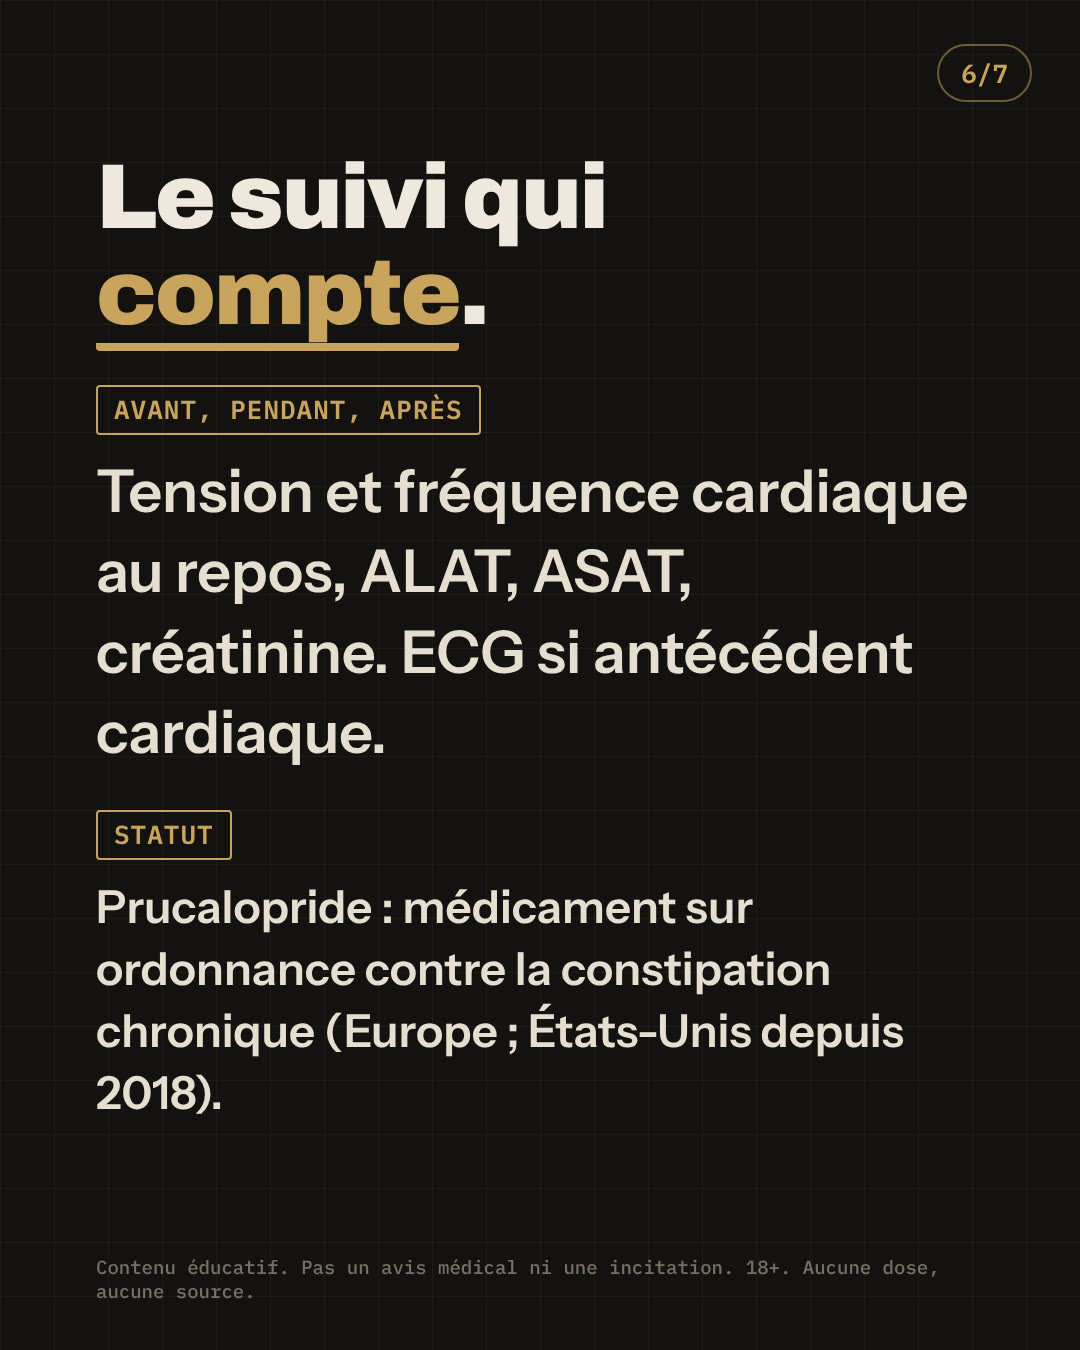 6/7
Le suivi qui
compte.
AVANT, PENDANT, APRÈS
Tension et fréquence cardiaque
au repos, ALAT, ASAT,
créatinine. ECG si antécédent
cardiaque.
STATUT
Prucalopride : médicament sur
ordonnance contre la constipation
chronique (Europe ; États-Unis depuis
2018).
Contenu éducatif. Pas un avis médical ni une incitation. 18+. Aucune dose,
aucune source.